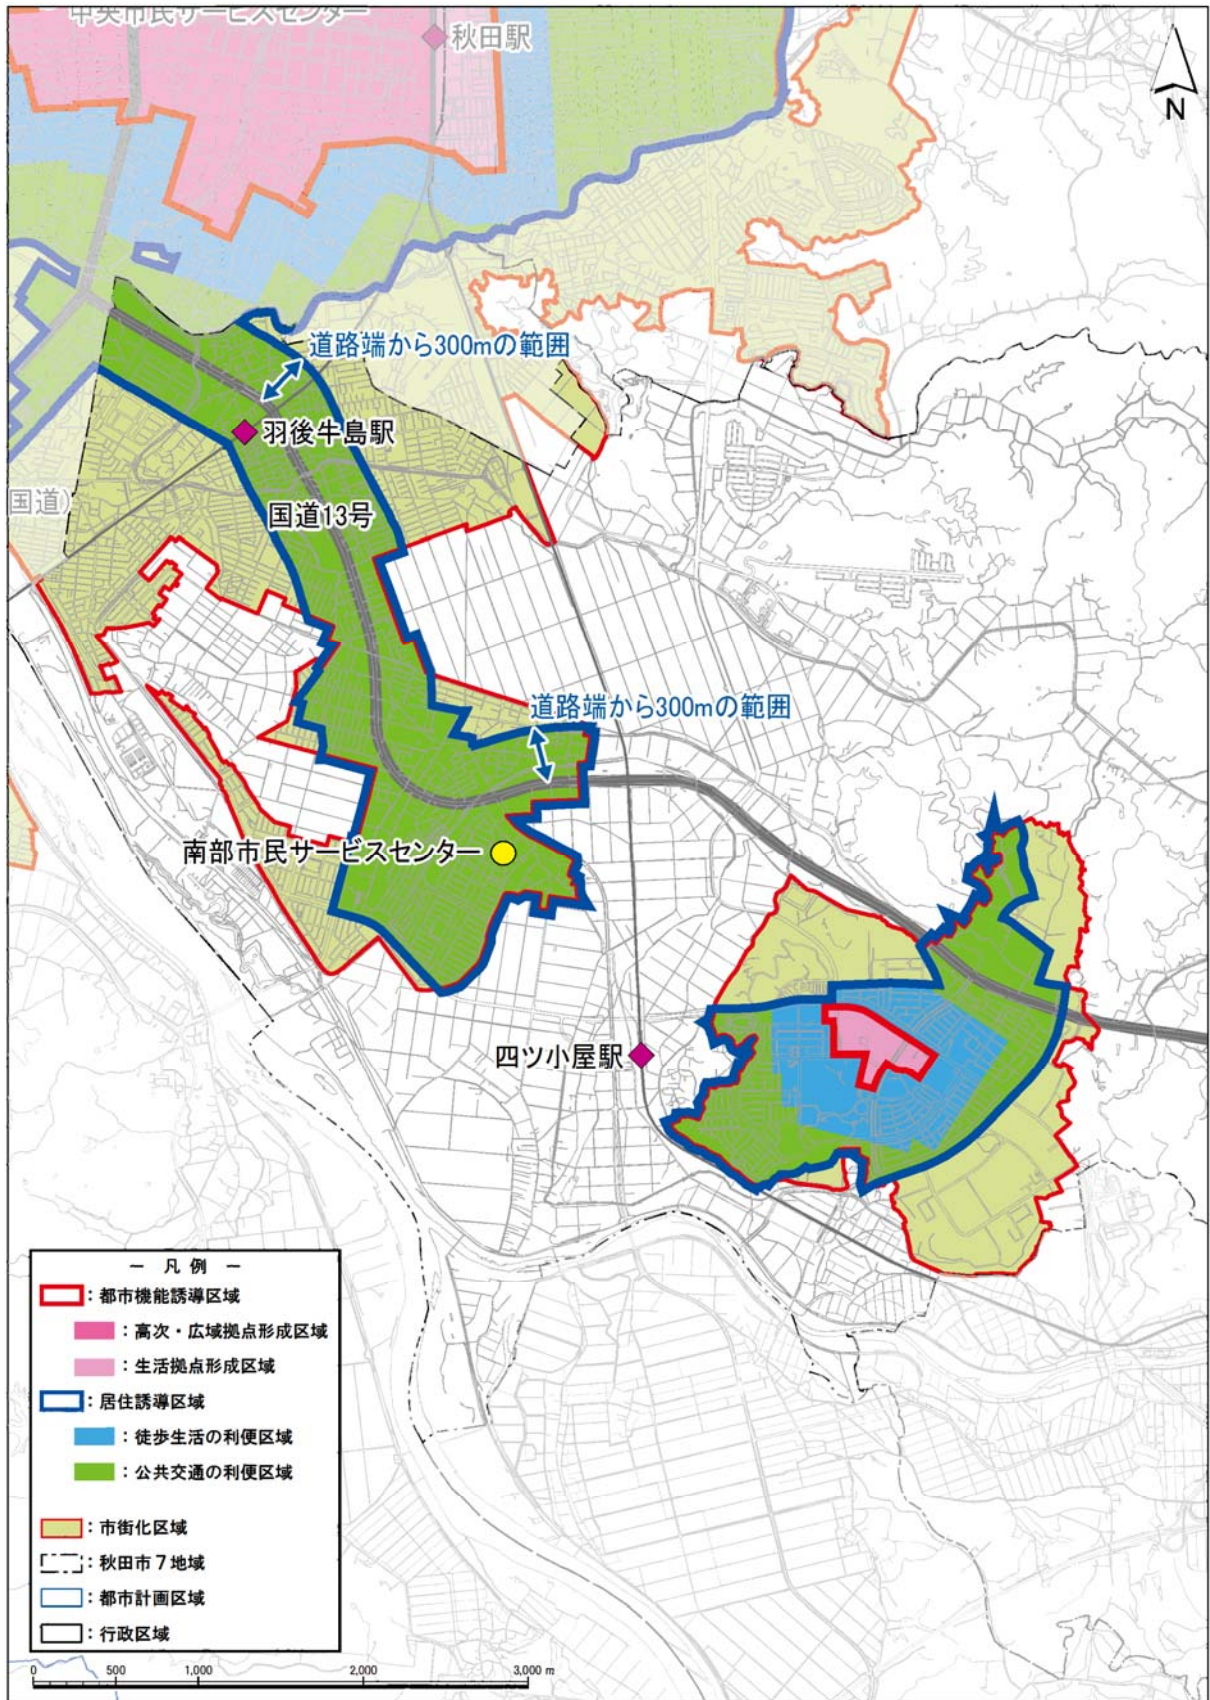 中央市民サービスセンター
秋田駅
N
道路端から300mの範囲
羽後牛島駅
国道)
国道13号
道路端から300mの範囲
南部市民サービスセンター
四ツ小屋駅
― 凡 例 ―
：都市機能誘導区域
：高次・広域拠点形成区域
：生活拠点形成区域
：居住誘導区域
：徒歩生活の利便区域
：公共交通の利便区域
：市街化区域
：秋田市７地域
：都市計画区域
：行政区域
0 500 1,000 2,000 3,000 m